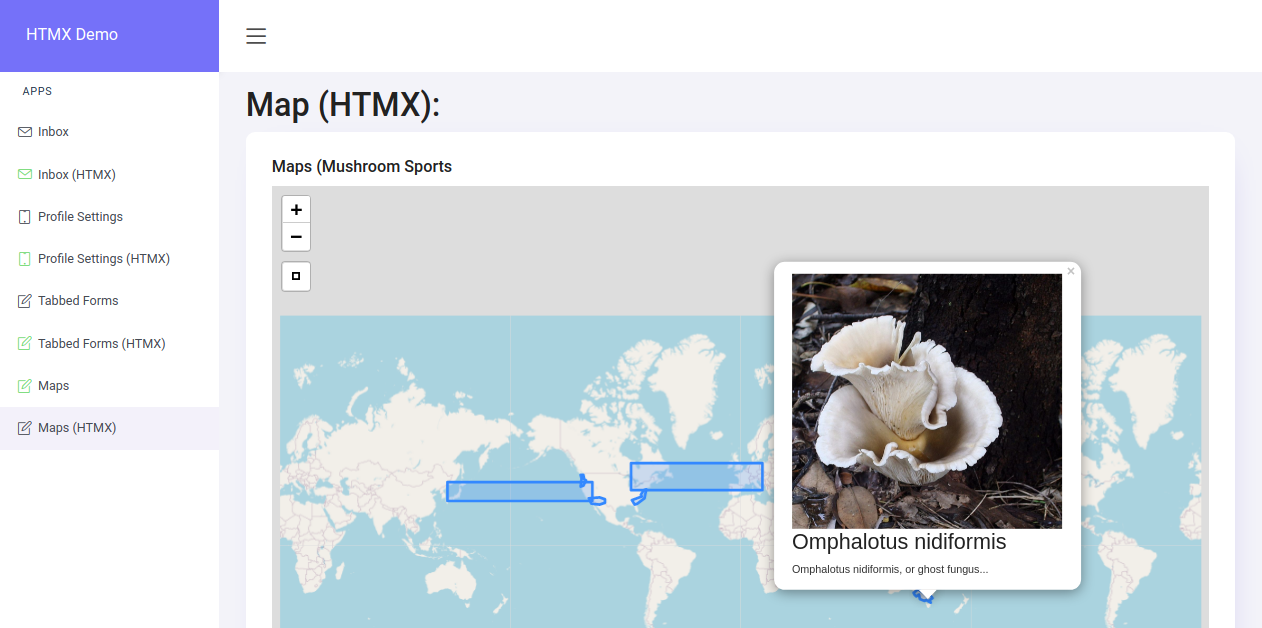 HTMX Demo
APPS
Inbox
Inbox (HTMX)
Profile Settings
Profile Settings (HTMX)
Tabbed Forms
Tabbed Forms (HTMX)
Maps
Maps (HTMX)
Map (HTMX):
Maps (Mushroom Sports
+
−
×
Omphalotus nidiformis
Omphalotus nidiformis, or ghost fungus...